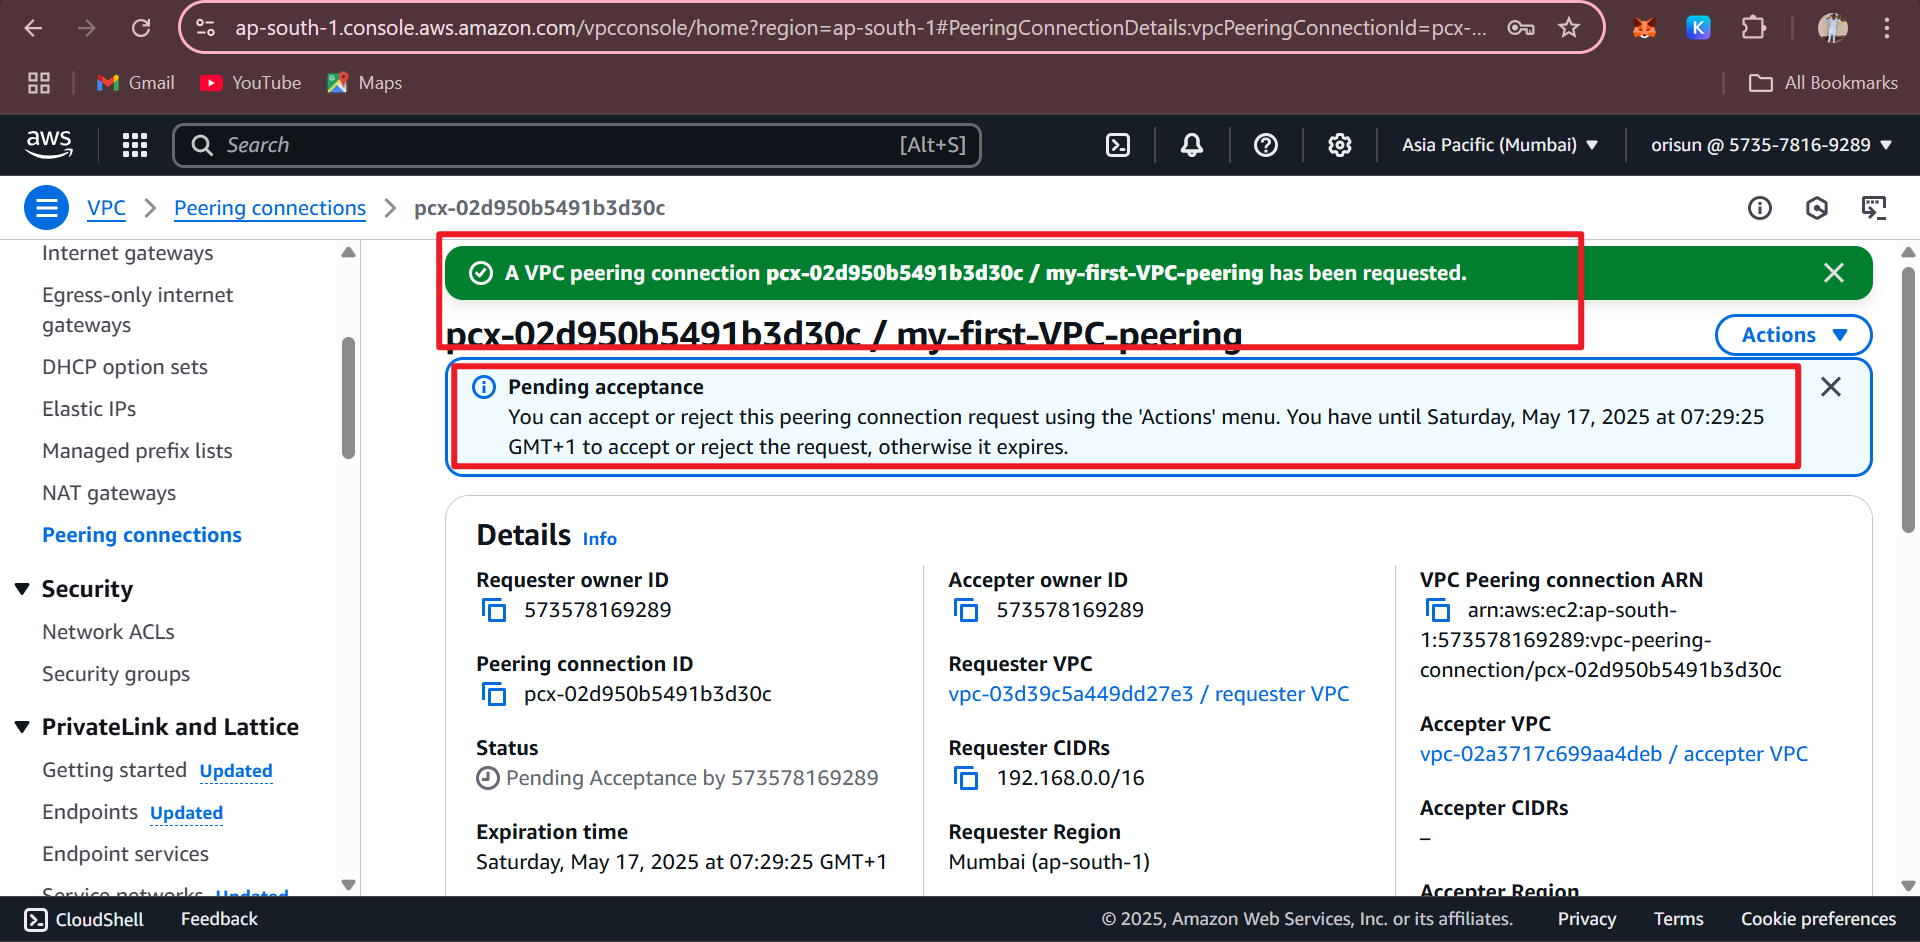 ap-south-1.console.aws.amazon.com/vpcconsole/home?region=ap-south-1#PeeringConnectionDetails:vpcPeeringConnectionId=pcx-...
K
Gmail
YouTube
Maps
All Bookmarks
aws
Search
[Alt+S]
Asia Pacific (Mumbai)
orisun @ 5735-7816-9289
VPC
Peering connections
pcx-02d950b5491b3d30c
Internet gateways
Egress-only internet
gateways
DHCP option sets
Elastic IPs
Managed prefix lists
NAT gateways
Peering connections
Security
Network ACLs
Security groups
PrivateLink and Lattice
Getting started Updated
Endpoints Updated
Endpoint services
Service networks Updated
A VPC peering connection pcx-02d950b5491b3d30c / my-first-VPC-peering has been requested.
pcx-02d950b5491b3d30c / my-first-VPC-peering
Actions
Pending acceptance
You can accept or reject this peering connection request using the 'Actions' menu. You have until Saturday, May 17, 2025 at 07:29:25
GMT+1 to accept or reject the request, otherwise it expires.
Details Info
Requester owner ID
573578169289
Peering connection ID
pcx-02d950b5491b3d30c
Status
Pending Acceptance by 573578169289
Expiration time
Saturday, May 17, 2025 at 07:29:25 GMT+1
Accepter owner ID
573578169289
Requester VPC
vpc-03d39c5a449dd27e3 / requester VPC
Requester CIDRs
192.168.0.0/16
Requester Region
Mumbai (ap-south-1)
VPC Peering connection ARN
arn:aws:ec2:ap-south-
1:573578169289:vpc-peering-
connection/pcx-02d950b5491b3d30c
Accepter VPC
vpc-02a3717c699aa4deb / accepter VPC
Accepter CIDRs
–
Accepter Region
CloudShell
Feedback
© 2025, Amazon Web Services, Inc. or its affiliates.
Privacy
Terms
Cookie preferences